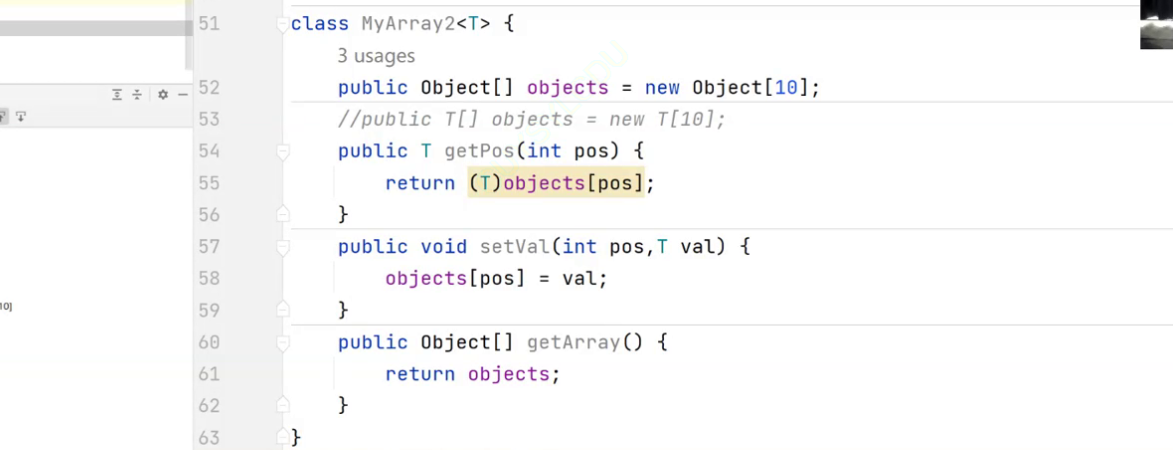 51 class MyArray2<T> {
3 usages
52 public Object[] objects = new Object[10];
53 //public T[] objects = new T[10];
54 public T getPos(int pos) {
55 return (T)objects[pos];
56 }
57 public void setVal(int pos,T val) {
58 objects[pos] = val;
59 }
60 public Object[] getArray() {
61 return objects;
62 }
63 }